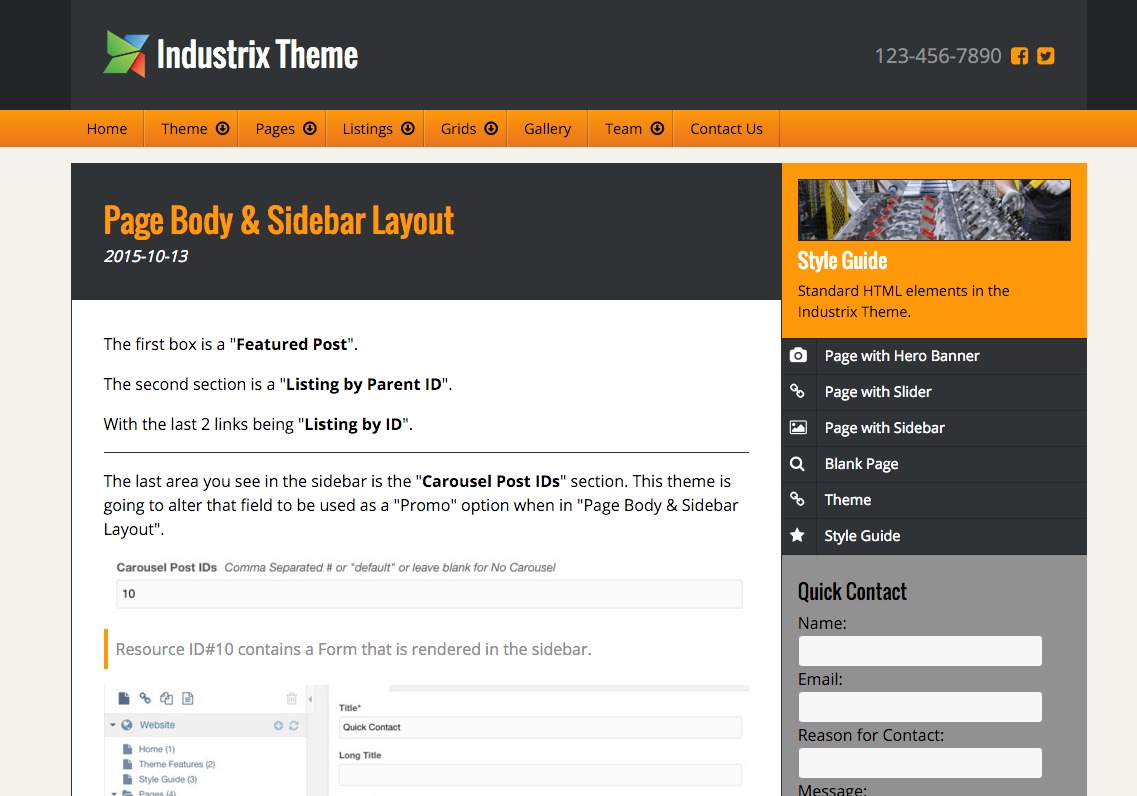 Industrix Theme
123-456-7890
Home Theme Pages Listings Grids Gallery Team Contact Us
Page Body & Sidebar Layout
2015-10-13
The first box is a "Featured Post".
The second section is a "Listing by Parent ID".
With the last 2 links being "Listing by ID".
The last area you see in the sidebar is the "Carousel Post IDs" section. This theme is
going to alter that field to be used as a "Promo" option when in "Page Body & Sidebar
Layout".
Carousel Post IDs Comma Separated # or "default" or leave blank for No Carousel
10
Resource ID#10 contains a Form that is rendered in the sidebar.
Website
Home (1)
Theme Features (2)
Style Guide (3)
Pages (4)
Title*
Quick Contact
Long Title
Style Guide
Standard HTML elements in the
Industrix Theme.
Page with Hero Banner
Page with Slider
Page with Sidebar
Blank Page
Theme
Style Guide
Quick Contact
Name:
Email:
Reason for Contact:
Message: